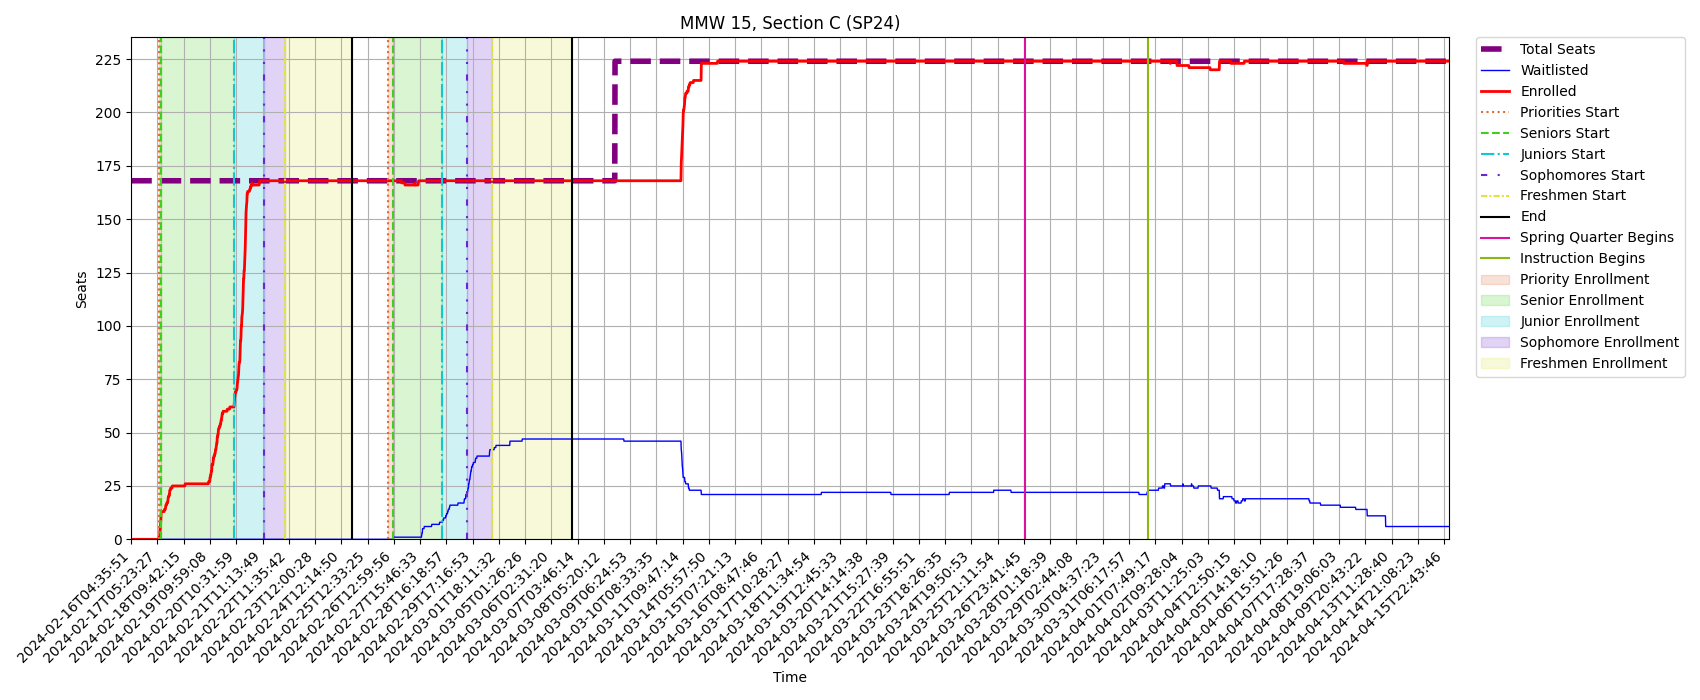 MMW 15, Section C (SP24)
Seats
225
200
175
150
125
100
75
50
25
0
2024-02-16T04:35:51
2024-02-17T05:23:27
2024-02-18T09:42:15
2024-02-19T09:59:08
2024-02-20T10:31:59
2024-02-21T11:13:49
2024-02-22T11:35:42
2024-02-23T12:00:28
2024-02-24T12:14:50
2024-02-25T12:33:25
2024-02-26T12:59:56
2024-02-27T15:46:33
2024-02-28T16:18:57
2024-02-29T17:16:53
2024-03-01T18:11:32
2024-03-05T01:26:26
2024-03-06T02:31:20
2024-03-07T03:46:14
2024-03-08T05:20:12
2024-03-09T06:24:53
2024-03-10T08:33:35
2024-03-11T09:47:14
2024-03-14T05:57:50
2024-03-15T07:21:13
2024-03-16T08:47:46
2024-03-17T10:28:27
2024-03-18T11:34:54
2024-03-19T12:45:33
2024-03-20T14:14:38
2024-03-21T15:27:39
2024-03-22T16:55:51
2024-03-23T18:26:35
2024-03-24T19:50:53
2024-03-25T21:11:54
2024-03-26T23:41:45
2024-03-28T01:18:39
2024-03-29T02:44:08
2024-03-30T04:37:23
2024-03-31T06:17:57
2024-04-01T07:49:17
2024-04-02T09:28:04
2024-04-03T11:25:03
2024-04-04T12:50:15
2024-04-05T14:18:10
2024-04-06T15:51:26
2024-04-07T17:28:37
2024-04-08T19:06:03
2024-04-09T20:43:22
2024-04-13T11:28:40
2024-04-14T21:08:23
2024-04-15T22:43:46
Time
Total Seats
Waitlisted
Enrolled
Priorities Start
Seniors Start
Juniors Start
Sophomores Start
Freshmen Start
End
Spring Quarter Begins
Instruction Begins
Priority Enrollment
Senior Enrollment
Junior Enrollment
Sophomore Enrollment
Freshmen Enrollment